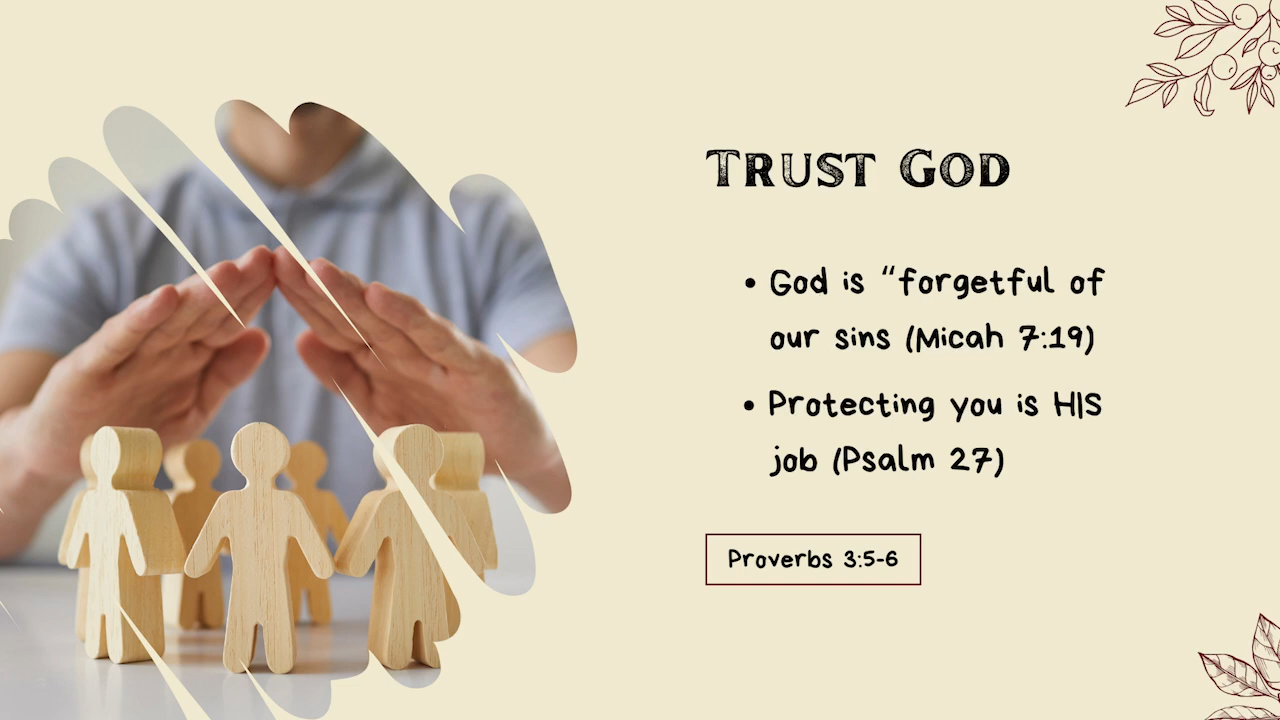 Trust God
• God is “forgetful of
our sins (Micah 7:19)
• Protecting you is HIS
job (Psalm 27)
Proverbs 3:5-6